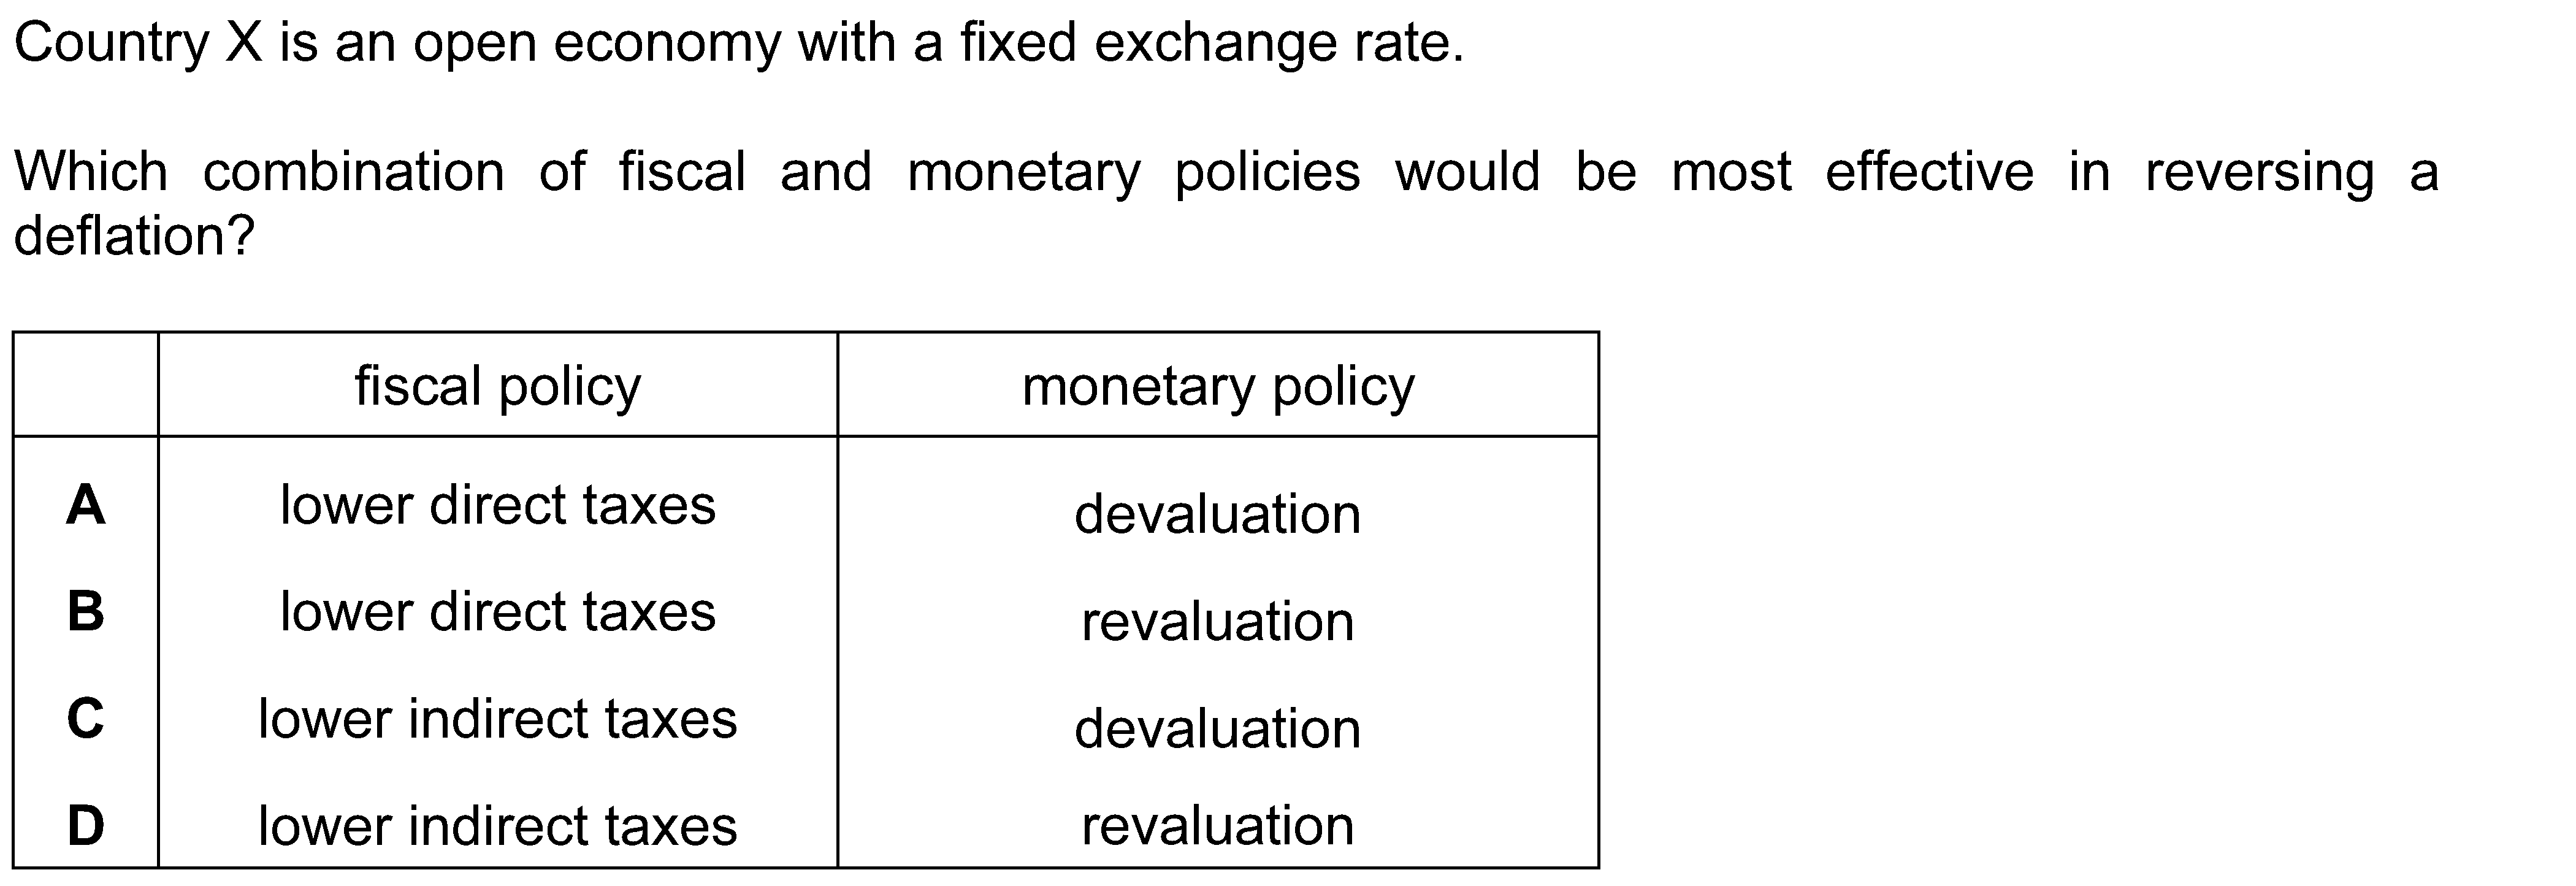 Country X is an open economy with a fixed exchange rate.
Which combination of fiscal and monetary policies would be most effective in reversing a
deflation?
fiscal policy monetary policy
A lower direct taxes devaluation
B lower direct taxes revaluation
C lower indirect taxes devaluation
D lower indirect taxes revaluation